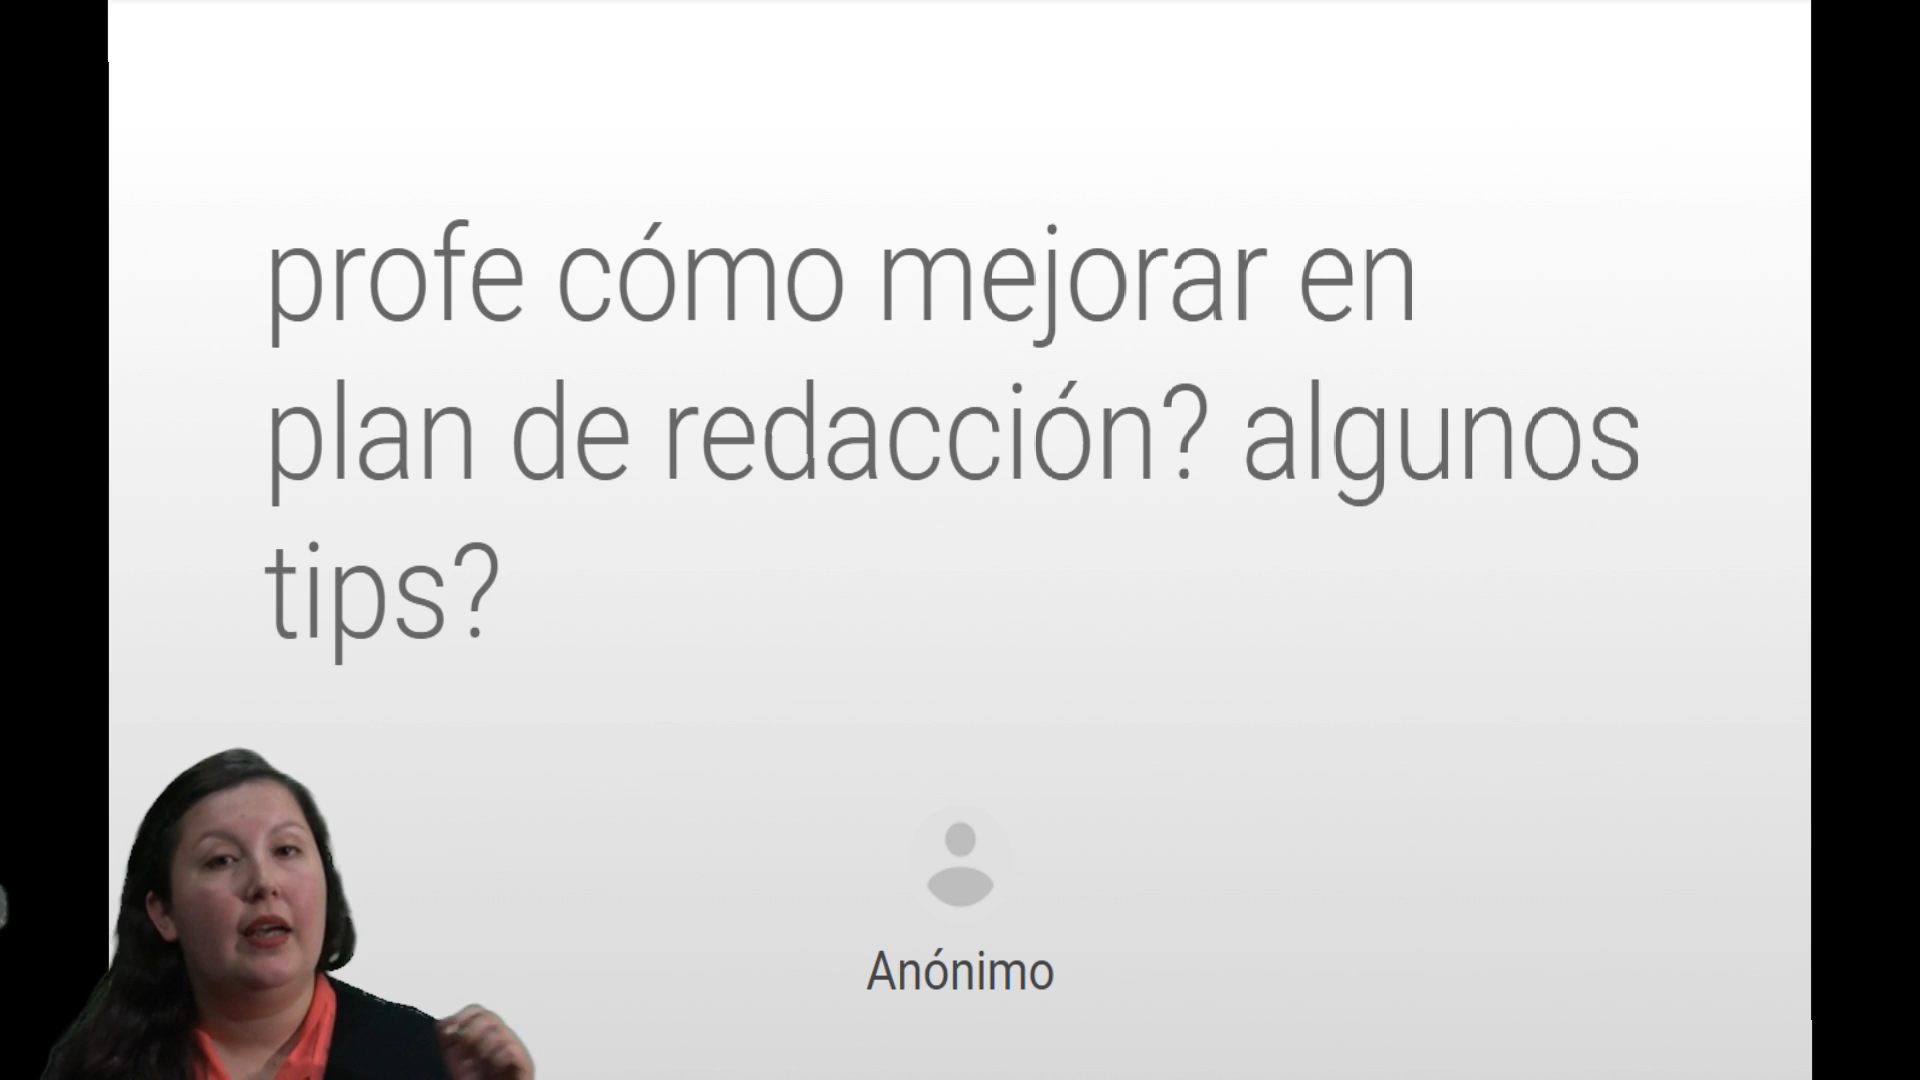 profe cómo mejorar en
plan de redacción? algunos
tips?
Anónimo